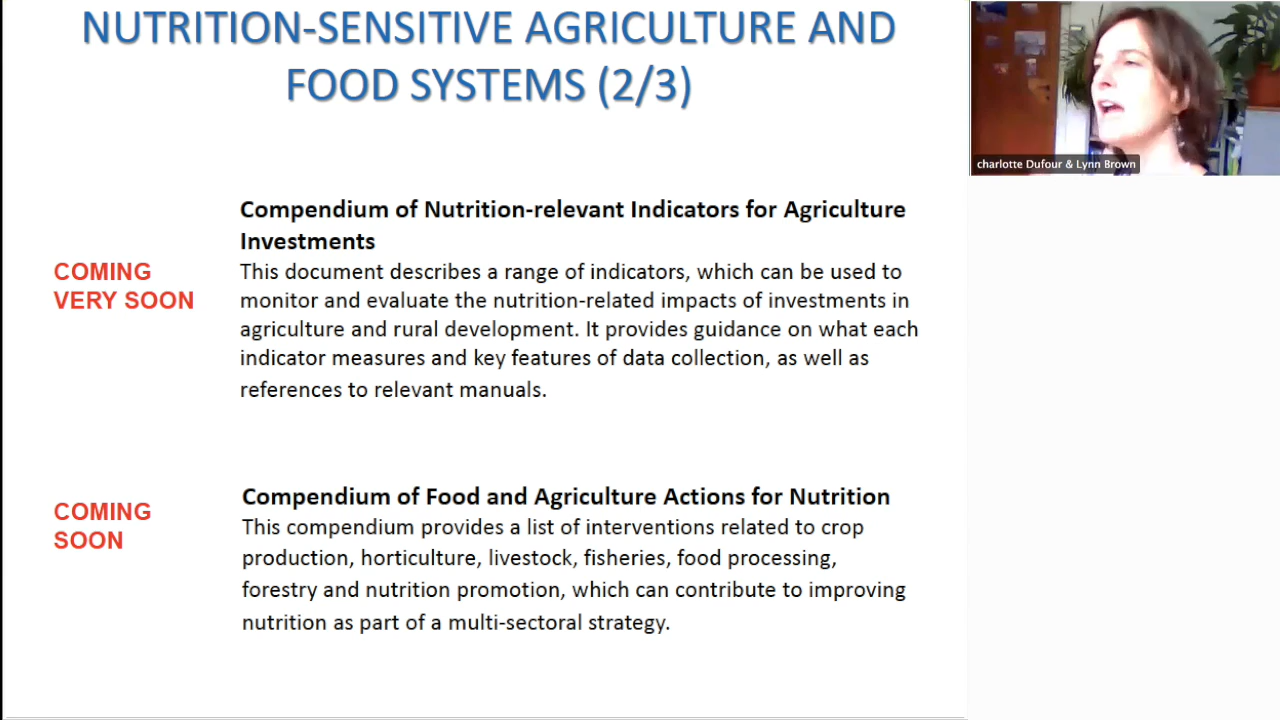 NUTRITION-SENSITIVE AGRICULTURE AND
FOOD SYSTEMS (2/3)
charlotte Dufour & Lynn Brown
Compendium of Nutrition-relevant Indicators for Agriculture
Investments
COMING
VERY SOON
This document describes a range of indicators, which can be used to
monitor and evaluate the nutrition-related impacts of investments in
agriculture and rural development. It provides guidance on what each
indicator measures and key features of data collection, as well as
references to relevant manuals.
COMING
SOON
Compendium of Food and Agriculture Actions for Nutrition
This compendium provides a list of interventions related to crop
production, horticulture, livestock, fisheries, food processing,
forestry and nutrition promotion, which can contribute to improving
nutrition as part of a multi-sectoral strategy.